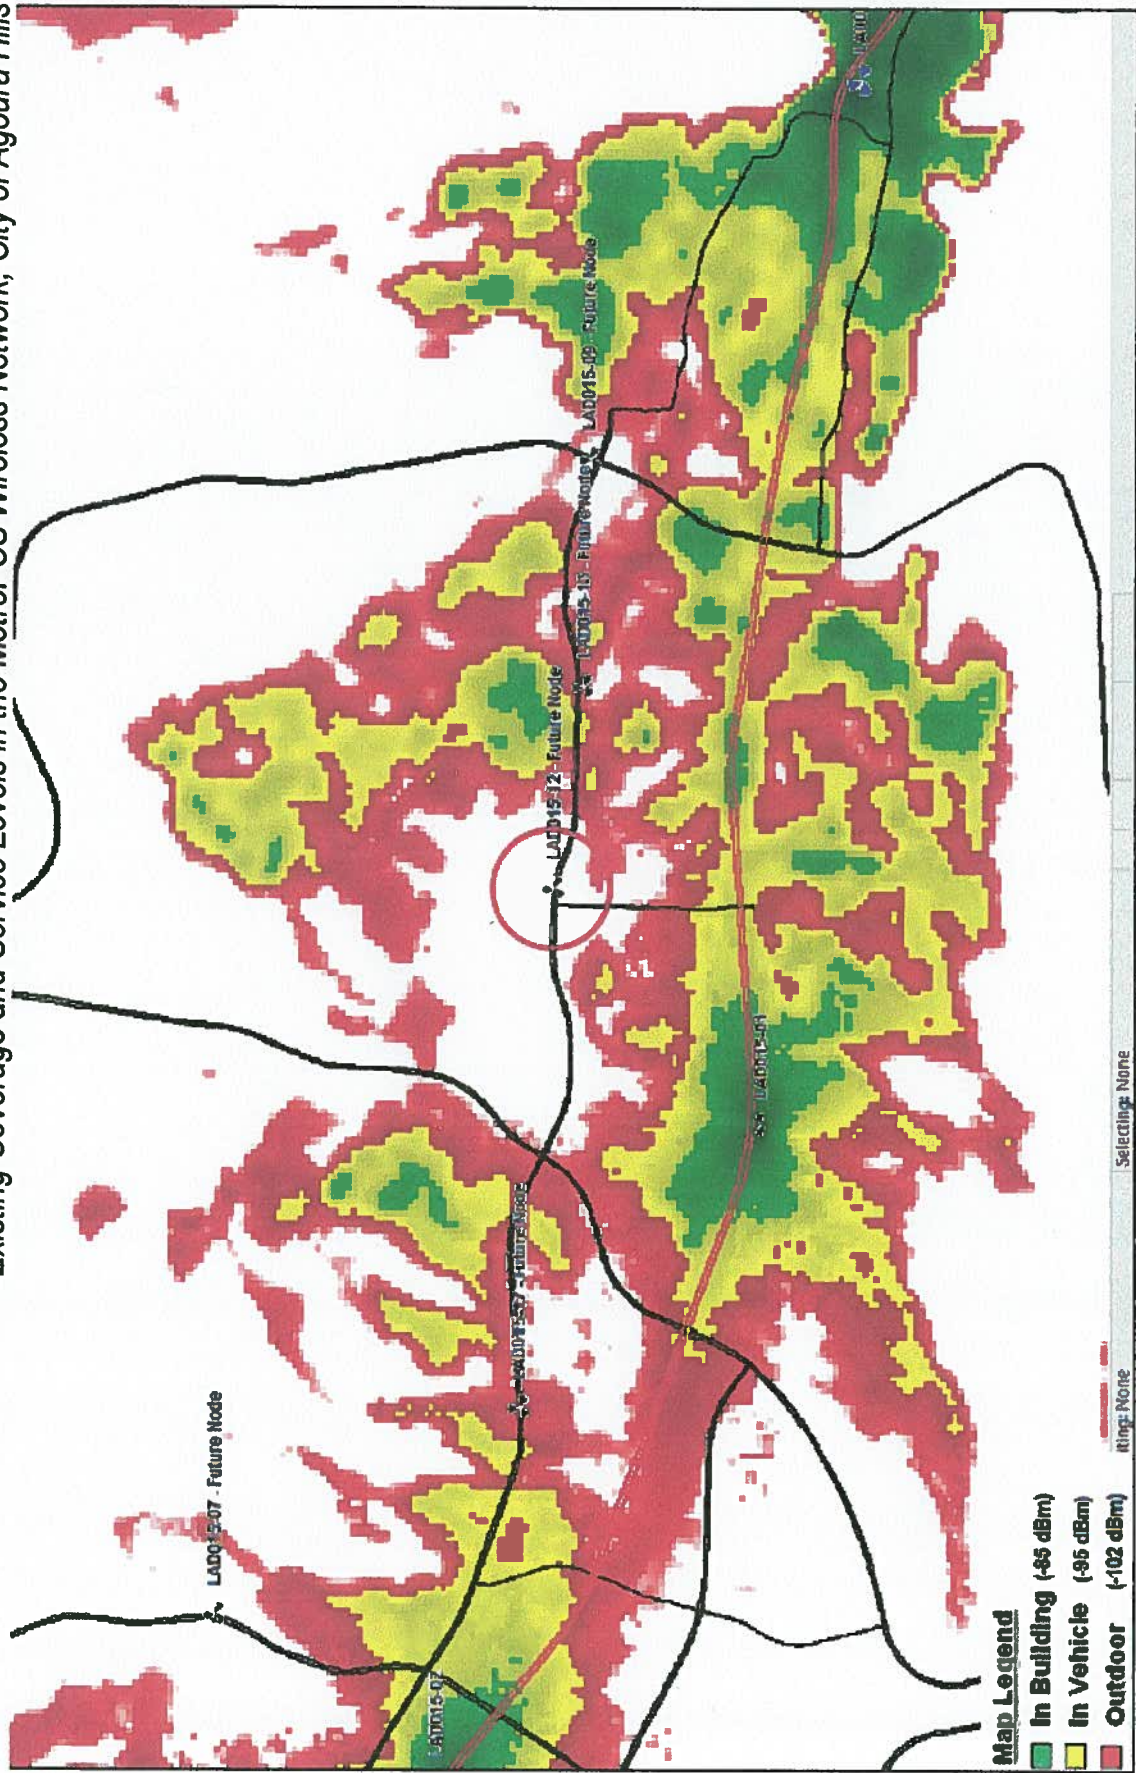 Existing Coverage and Service Levels in the Metro PCS Wireless Network, City of Agoura Hills
LAD015-07 - Future Node
LAD015-12 - Future Node
LAD015-09 - Future Node
LAD015-01
Map Legend
In Building (-85 dBm)
In Vehicle (-95 dBm)
Outdoor (-102 dBm)
iting: None
Selecting: None